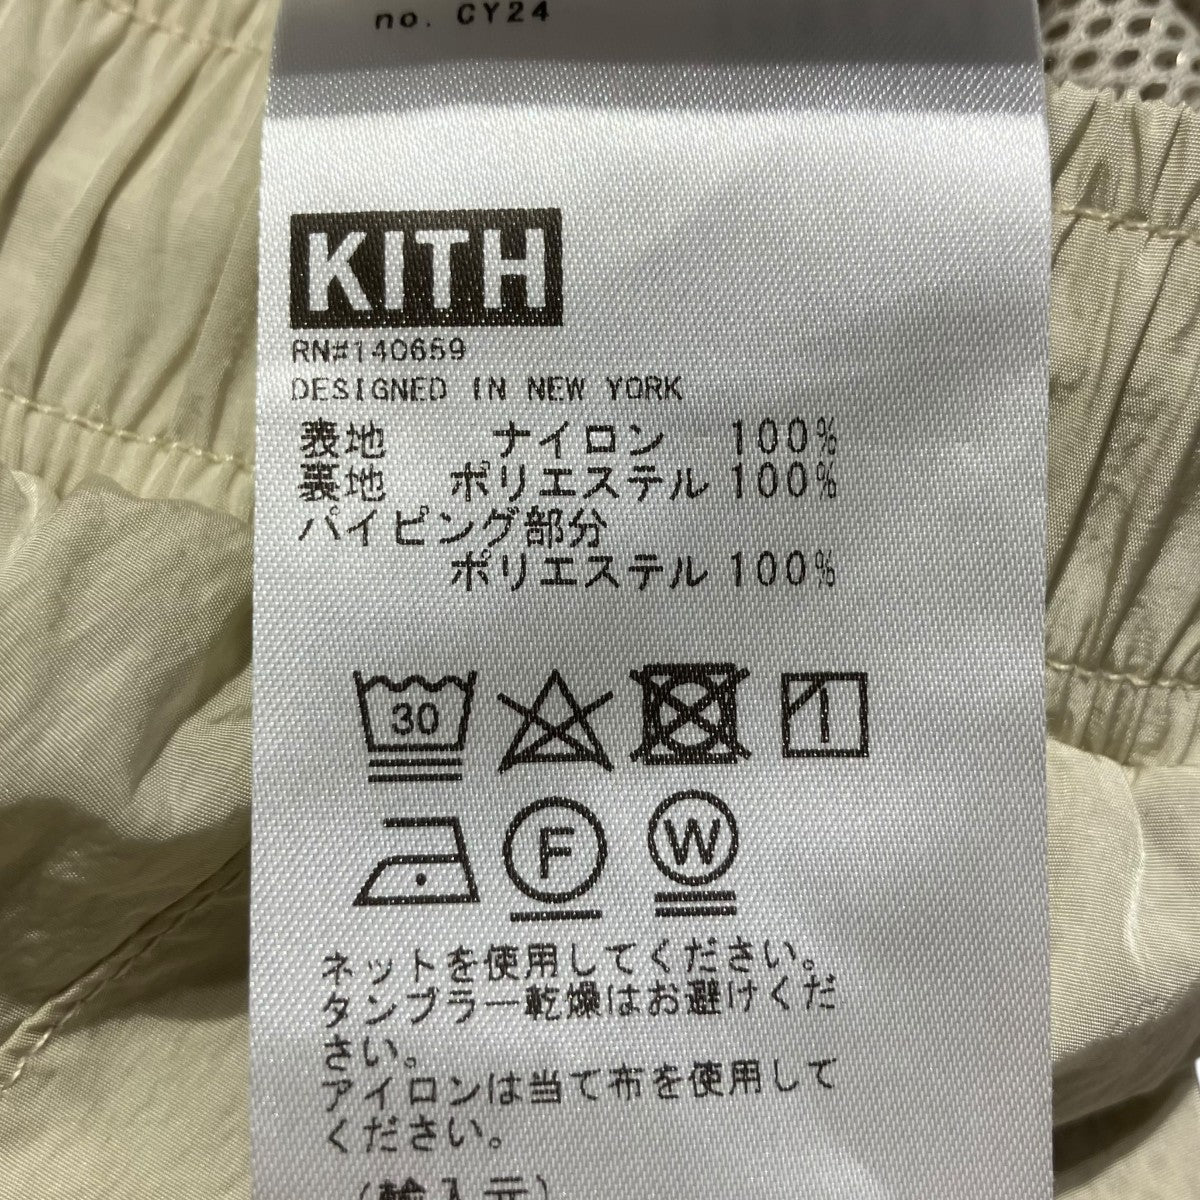 no. CY24
KITH
RN#140659
DESIGNED IN NEW YORK
表地 ナイロン 100%
裏地 ポリエステル 100%
パイピング部分
ポリエステル 100%
30
F
W
ネットを使用してください。
タンブラー乾燥はお避けくだ
さい。
アイロンは当て布を使用して
ください。
(輸入元)